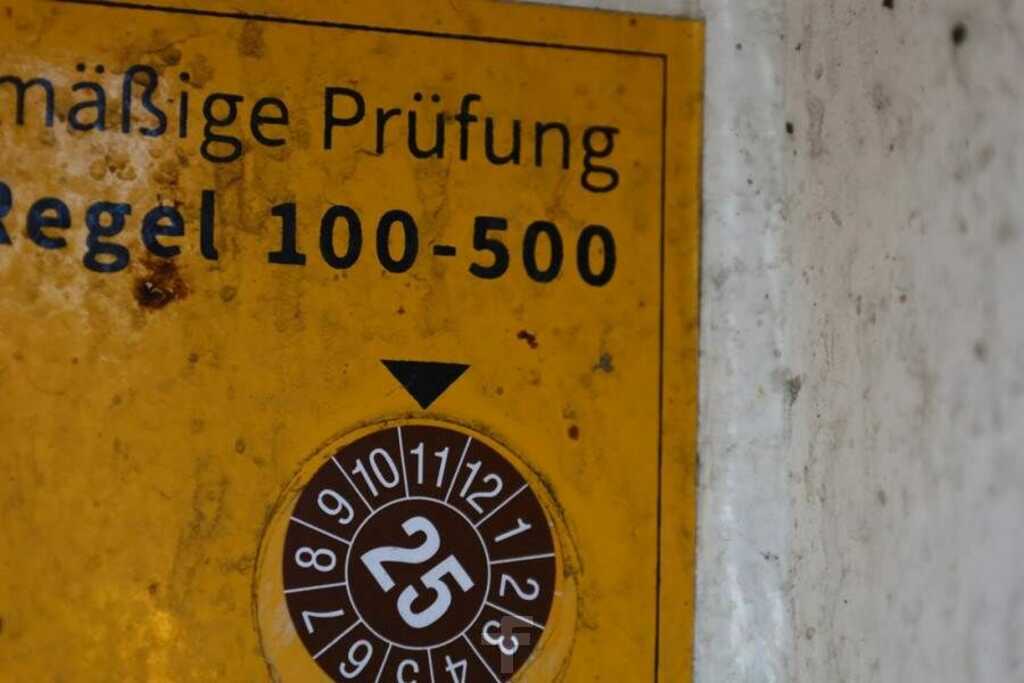 mäßige Prüfung
Regel 100-500
10 11 12 1 2 3 4 5 6 7 8 9
25